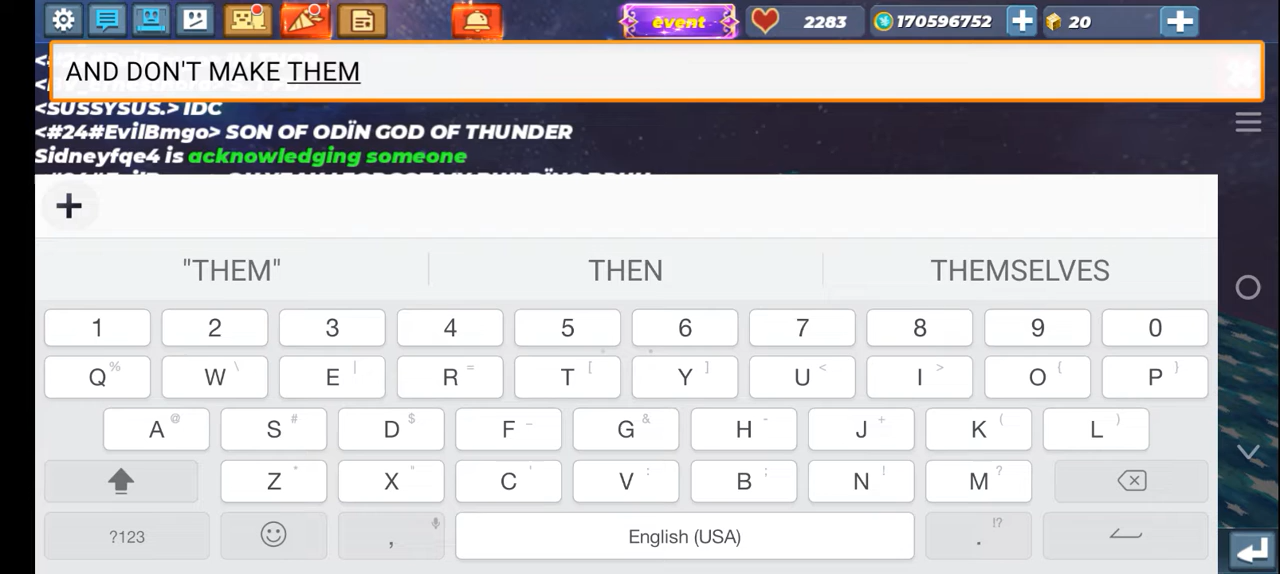 event
2283
170596752
20
AND DON'T MAKE THEM
<SUSSYSUS.> IDC
<#24#EvilBmgo> SON OF ODÏN GOD OF THUNDER
Sidneyfqe4 is acknowledging someone
"THEM" THEN THEMSELVES
1 2 3 4 5 6 7 8 9 0
Q % W \ E | R = T [ Y ] U < I > O { P }
A @ S # D $ F _ G & H - J + K ( L )
Z * X " C ' V : B ; N ! M ?
?123 , English (USA) . !?